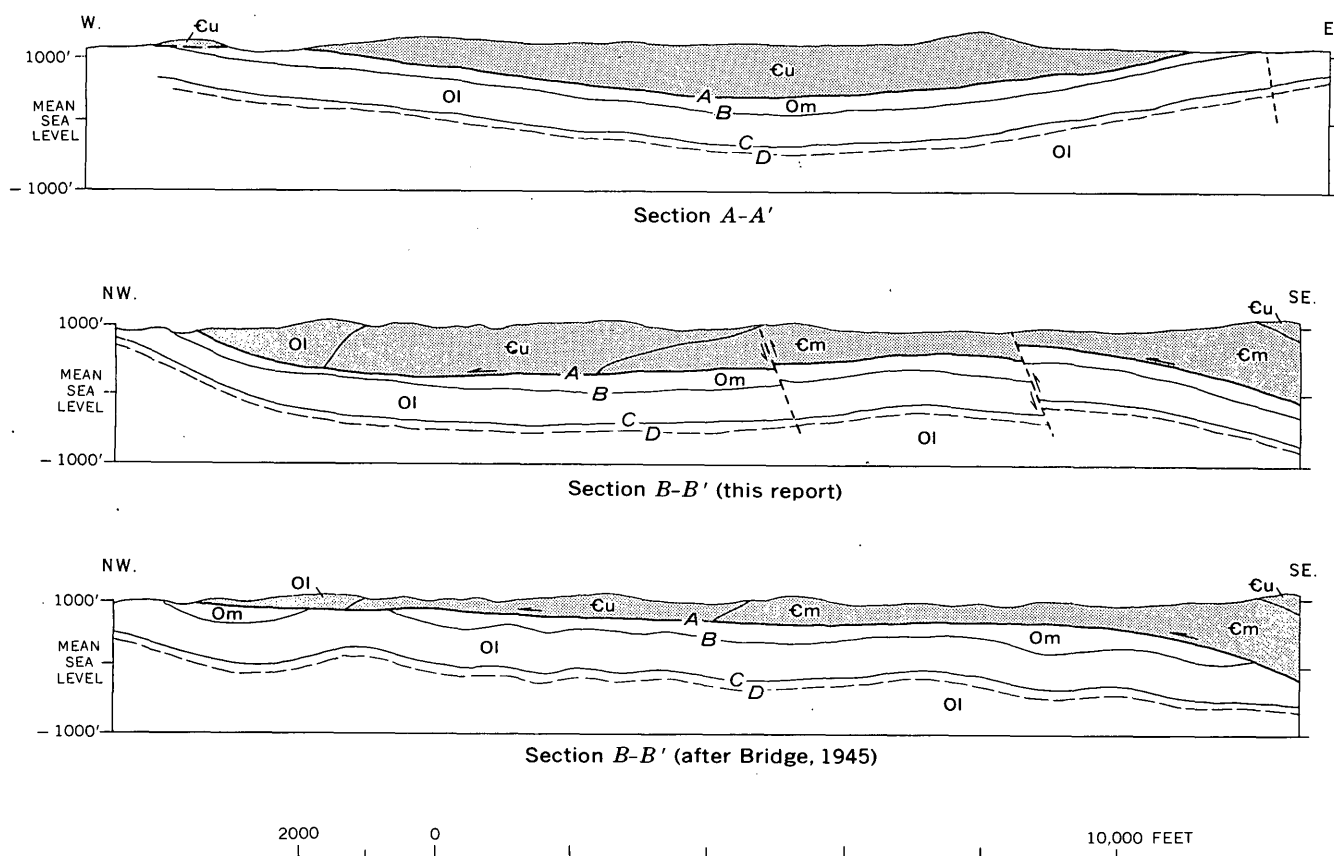 W.
Єu
E
1000'
Єu
Ol
A
Om
MEAN
SEA
LEVEL
B
C
D
Ol
– 1000'
Section A-A'
NW.
SE.
Єu
1000'
Ol
Єu
Єm
MEAN
SEA
LEVEL
A
Om
B
Ol
C
D
Ol
– 1000'
Section B-B' (this report)
NW.
Ol
SE.
Єu
1000'
Om
Єu
Єm
A
Єm
B
Om
MEAN
SEA
LEVEL
Ol
C
D
Ol
– 1000'
Section B-B' (after Bridge, 1945)
2000 0 10,000 FEET